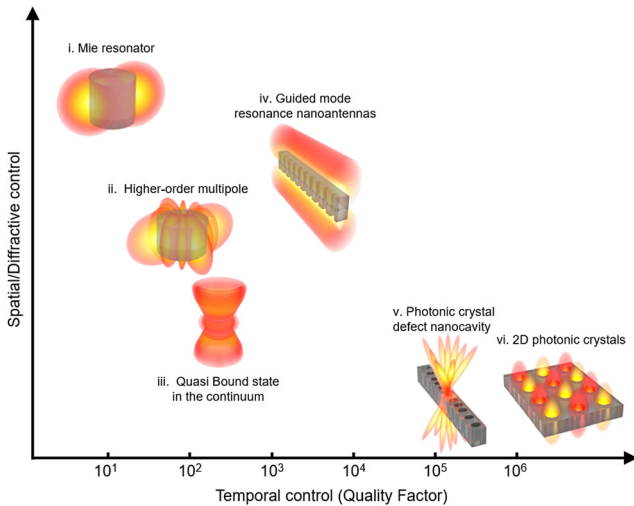 i. Mie resonator
iv. Guided mode
resonance nanoantennas
ii. Higher-order multipole
v. Photonic crystal
defect nanocavity
vi. 2D photonic crystals
iii. Quasi Bound state
in the continuum
Spatial/Diffractive control
10¹ 10² 10³ 10⁴ 10⁵ 10⁶
Temporal control (Quality Factor)